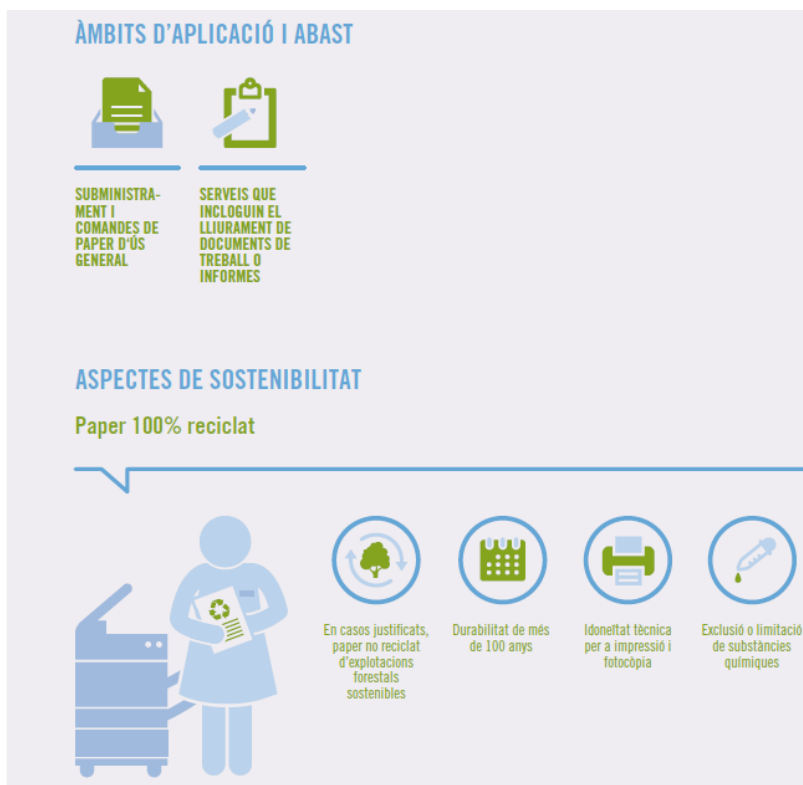 ÀMBITS D'APLICACIÓ I ABAST
SUBMINISTRA-
MENT I
COMANDES DE
PAPER D'ÚS
GENERAL
SERVEIS QUE
INCLOGUIN EL
LLIURAMENT DE
DOCUMENTS DE
TREBALL O
INFORMES
ASPECTES DE SOSTENIBILITAT
Paper 100% reciclat
En casos justificats,
paper no reciclat
d'explotacions
forestals
sostenibles
Durabilitat de més
de 100 anys
Idoneïtat tècnica
per a impressió i
fotocòpia
Exclusió o limitació
de substàncies
químiques